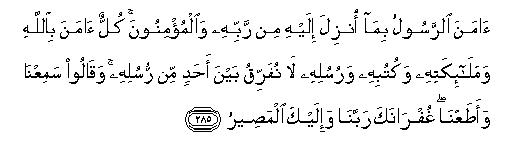 ءَامَنَ ٱلرَّسُولُ بِمَآ أُنزِلَ إِلَيْهِ مِن رَّبِّهِۦ وَٱلْمُؤْمِنُونَ ۚ كُلٌّ ءَامَنَ بِٱللَّهِ
وَمَلَـٰٓئِكَتِهِۦ وَكُتُبِهِۦ وَرُسُلِهِۦ لَا نُفَرِّقُ بَيْنَ أَحَدٍ مِّن رُّسُلِهِۦ ۚ وَقَالُوا۟ سَمِعْنَا
وَأَطَعْنَا ۖ غُفْرَانَكَ رَبَّنَا وَإِلَيْكَ ٱلْمَصِيرُ ٢٨٥